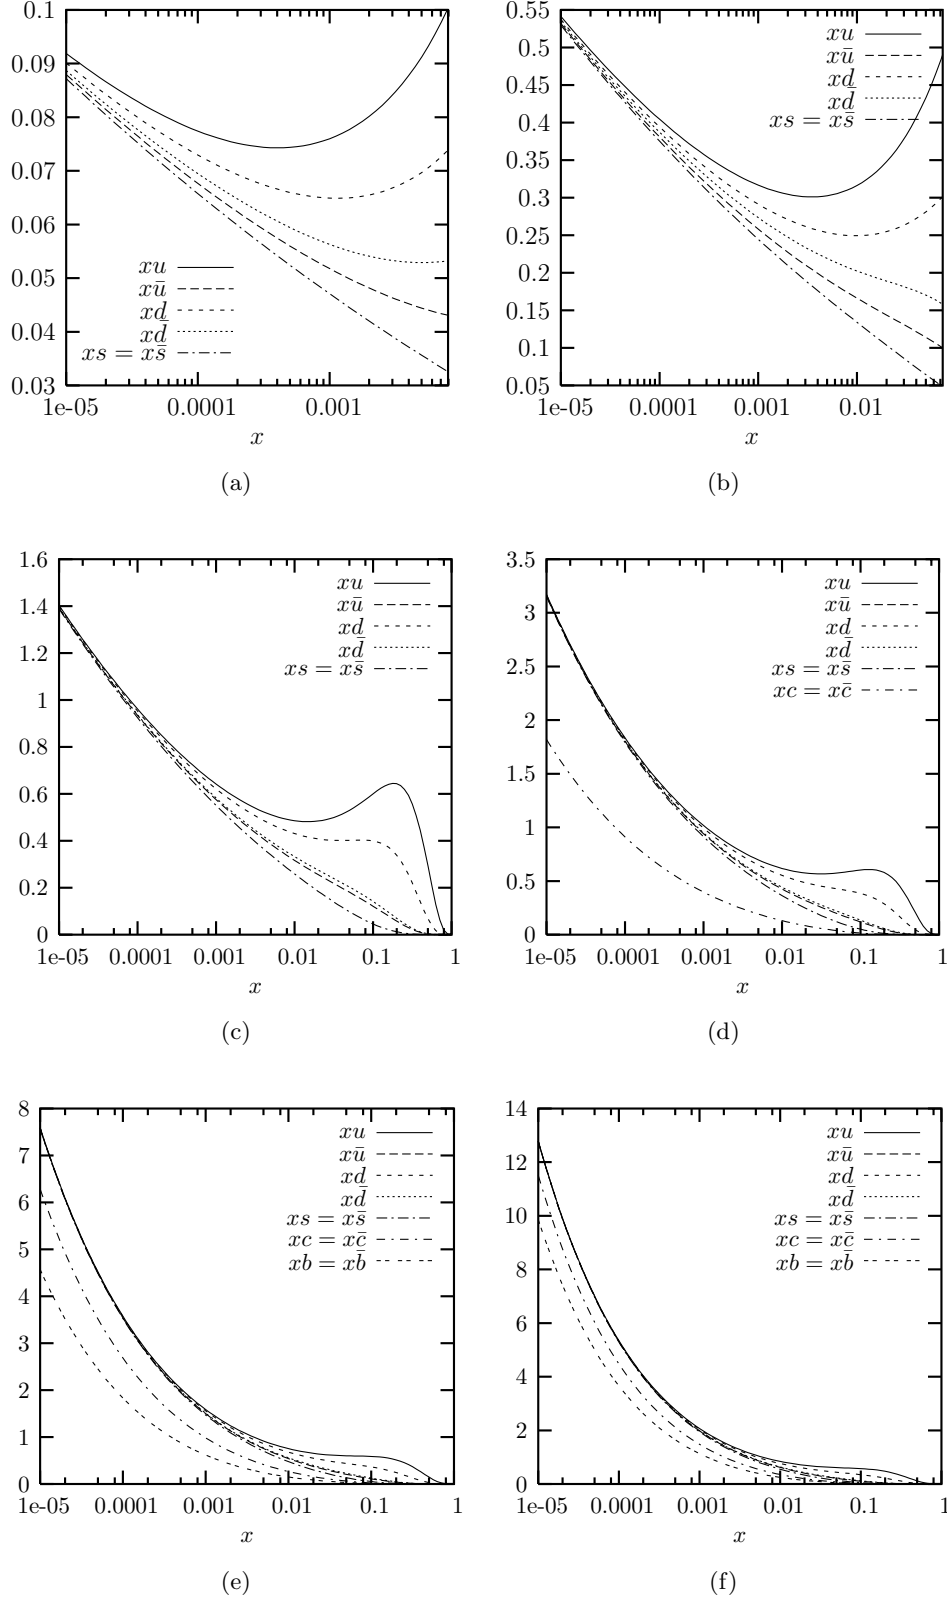 0.1
0.09
0.08
0.07
0.06
0.05
0.04
0.03
xu
xū
xd
xd̄
xs = xs̄
1e-05 0.0001 0.001
x
(a)
0.55
0.5
0.45
0.4
0.35
0.3
0.25
0.2
0.15
0.1
0.05
xu
xū
xd
xd̄
xs = xs̄
1e-05 0.0001 0.001 0.01
x
(b)
1.6
1.4
1.2
1
0.8
0.6
0.4
0.2
0
xu
xū
xd
xd̄
xs = xs̄
1e-05 0.0001 0.001 0.01 0.1 1
x
(c)
3.5
3
2.5
2
1.5
1
0.5
0
xu
xū
xd
xd̄
xs = xs̄
xc = xc̄
1e-05 0.0001 0.001 0.01 0.1 1
x
(d)
8
7
6
5
4
3
2
1
0
xu
xū
xd
xd̄
xs = xs̄
xc = xc̄
xb = xb̄
1e-05 0.0001 0.001 0.01 0.1 1
x
(e)
14
12
10
8
6
4
2
0
xu
xū
xd
xd̄
xs = xs̄
xc = xc̄
xb = xb̄
1e-05 0.0001 0.001 0.01 0.1 1
x
(f)